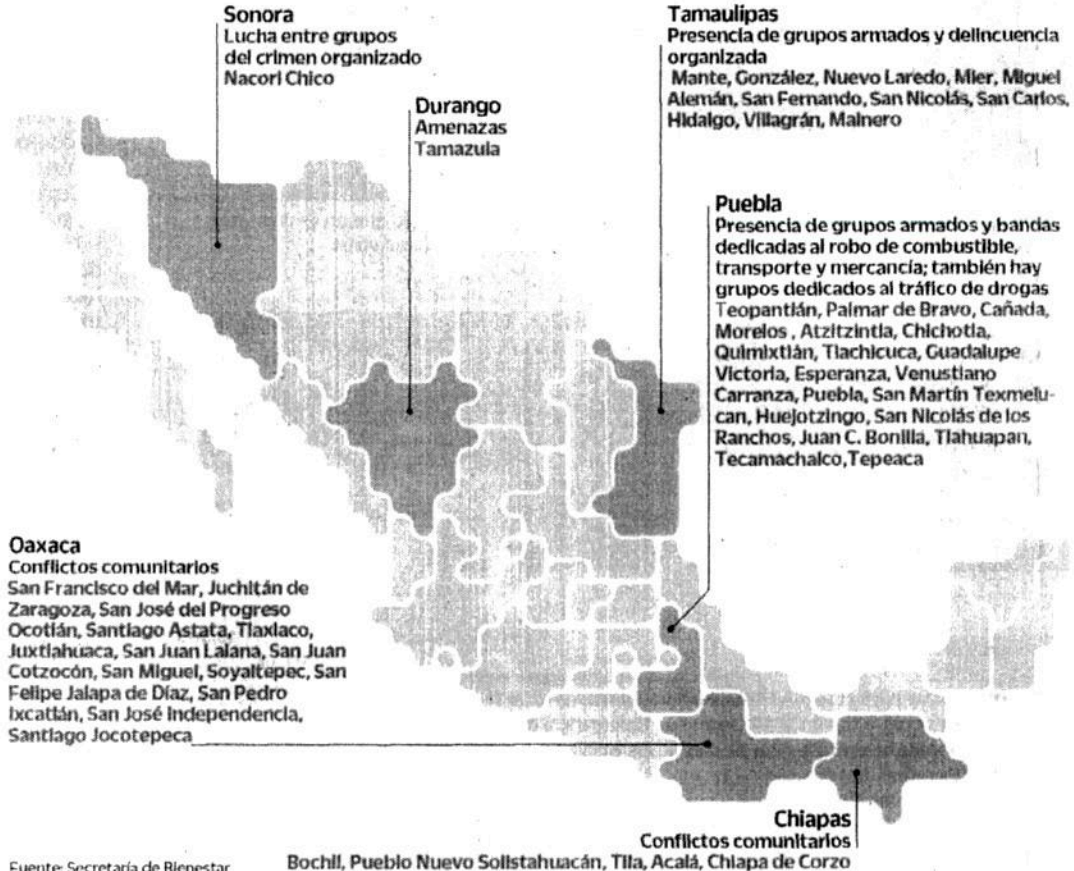 Sonora
Lucha entre grupos
del crimen organizado
Nacori Chico
Durango
Amenazas
Tamazula
Tamaulipas
Presencia de grupos armados y delincuencia
organizada
Mante, González, Nuevo Laredo, Mier, Miguel
Alemán, San Fernando, San Nicolás, San Carlos,
Hidalgo, Villagrán, Mainero
Puebla
Presencia de grupos armados y bandas
dedicadas al robo de combustible,
transporte y mercancía; también hay
grupos dedicados al tráfico de drogas
Teopantlán, Palmar de Bravo, Cañada,
Morelos , Atzitzintla, Chichotla,
Quimixtlán, Tlachicuca, Guadalupe
Victoria, Esperanza, Venustiano
Carranza, Puebla, San Martín Texmelu-
can, Huejotzingo, San Nicolás de los
Ranchos, Juan C. Bonilla, Tlahuapan,
Tecamachalco,Tepeaca
Oaxaca
Conflictos comunitarios
San Francisco del Mar, Juchitán de
Zaragoza, San José del Progreso
Ocotlán, Santiago Astata, Tlaxiaco,
Juxtlahuaca, San Juan Lalana, San Juan
Cotzocón, San Miguel, Soyaltepec, San
Felipe Jalapa de Díaz, San Pedro
Ixcatlán, San José Independencia,
Santiago Jocotepeca
Chiapas
Conflictos comunitarios
Bochil, Pueblo Nuevo Solistahuacán, Tila, Acalá, Chiapa de Corzo
Fuente: Secretaría de Bienestar